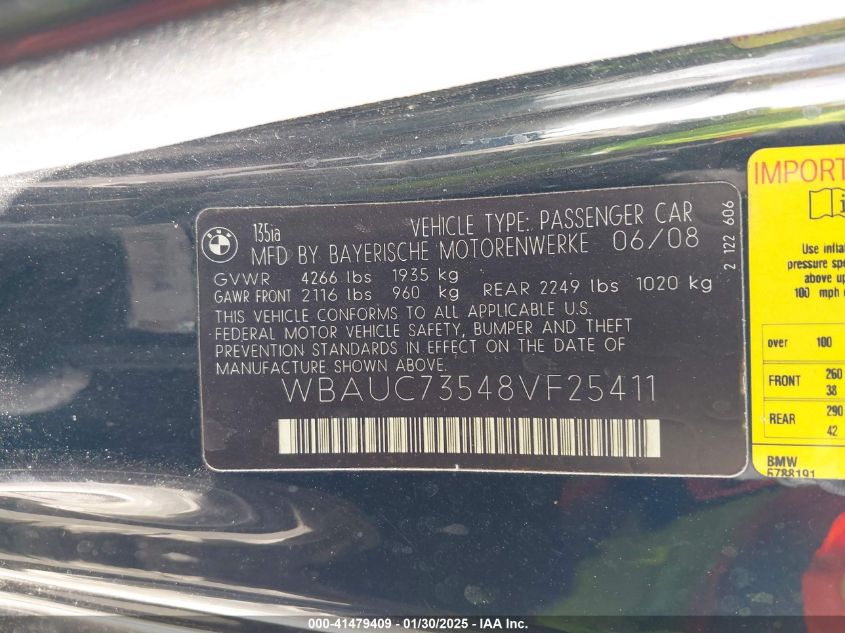 135ia
VEHICLE TYPE: PASSENGER CAR
MFD BY BAYERISCHE MOTORENWERKE 06/08
GVWR 4266 lbs 1935 kg
GAWR FRONT 2116 lbs 960 kg REAR 2249 lbs 1020 kg
THIS VEHICLE CONFORMS TO ALL APPLICABLE U.S.
FEDERAL MOTOR VEHICLE SAFETY, BUMPER AND THEFT
PREVENTION STANDARDS IN EFFECT ON THE DATE OF
MANUFACTURE SHOWN ABOVE.
WBAUC73548VF25411
2 122 606
IMPORT
Use inflat
pressure spe
above up
100 mph
over 100
FRONT 260
38
REAR 290
42
BMW
6788191
000-41479409 - 01/30/2025 - IAA Inc.